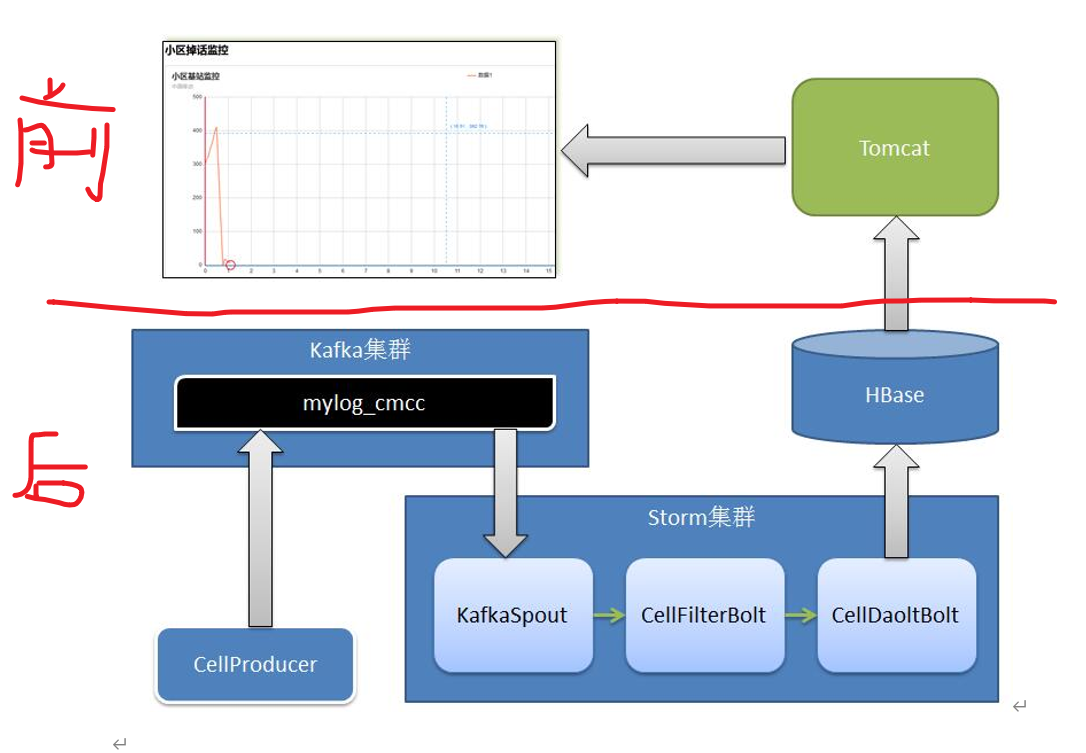 小区掉话监控
小区基站监控
数据1
500
400
300
200
100
0
0 1 2 3 4 5 6 7 8 9 10 11 12 13 14 15
前
Tomcat
Kafka集群
mylog_cmcc
HBase
后
Storm集群
KafkaSpout
CellFilterBolt
CellDaoltBolt
CellProducer